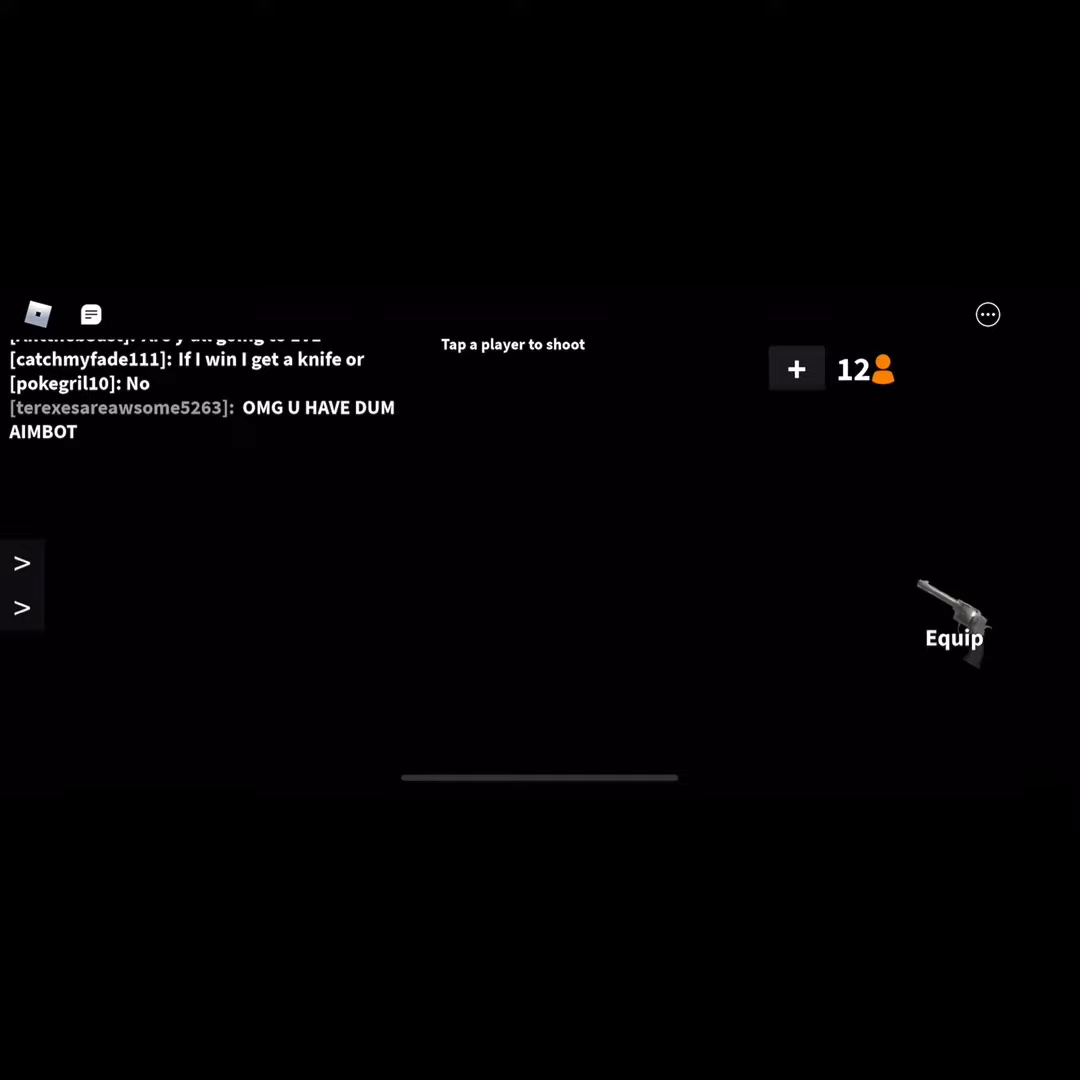 [catchmyfade111]: If I win I get a knife or
[pokegril10]: No
[terexesareawsome5263]: OMG U HAVE DUM
AIMBOT
Tap a player to shoot
+ 12
>
>
Equip